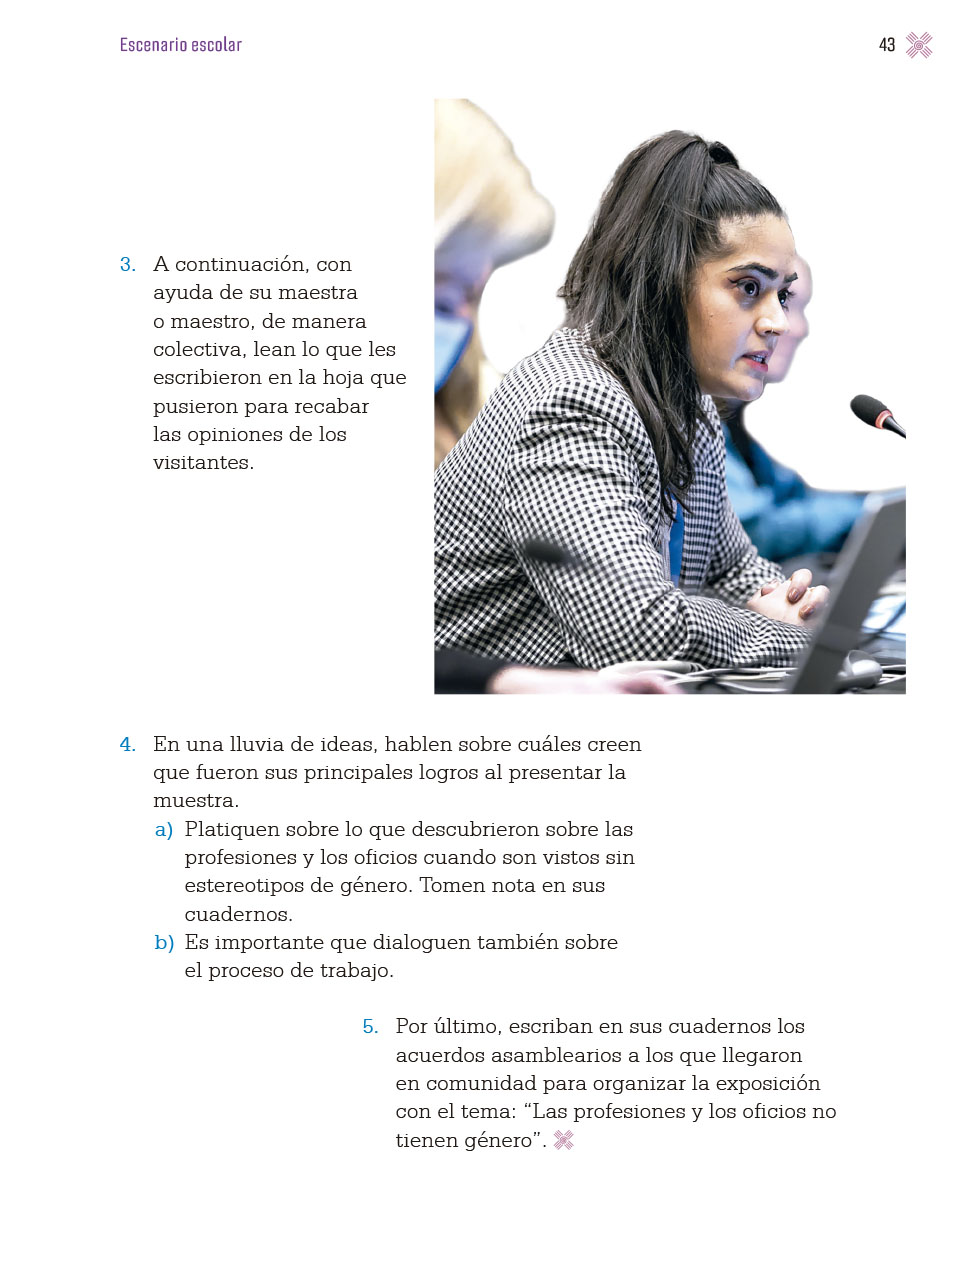 Escenario escolar
43
3. A continuación, con
ayuda de su maestra
o maestro, de manera
colectiva, lean lo que les
escribieron en la hoja que
pusieron para recabar
las opiniones de los
visitantes.
4. En una lluvia de ideas, hablen sobre cuáles creen
que fueron sus principales logros al presentar la
muestra.
a) Platiquen sobre lo que descubrieron sobre las
profesiones y los oficios cuando son vistos sin
estereotipos de género. Tomen nota en sus
cuadernos.
b) Es importante que dialoguen también sobre
el proceso de trabajo.
5. Por último, escriban en sus cuadernos los
acuerdos asamblearios a los que llegaron
en comunidad para organizar la exposición
con el tema: “Las profesiones y los oficios no
tienen género”.